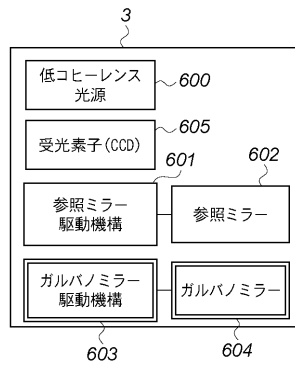 3
低コヒーレンス
光源
600
受光素子(CCD)
605
601
602
参照ミラー
駆動機構
参照ミラー
ガルバノミラー
駆動機構
ガルバノミラー
603
604